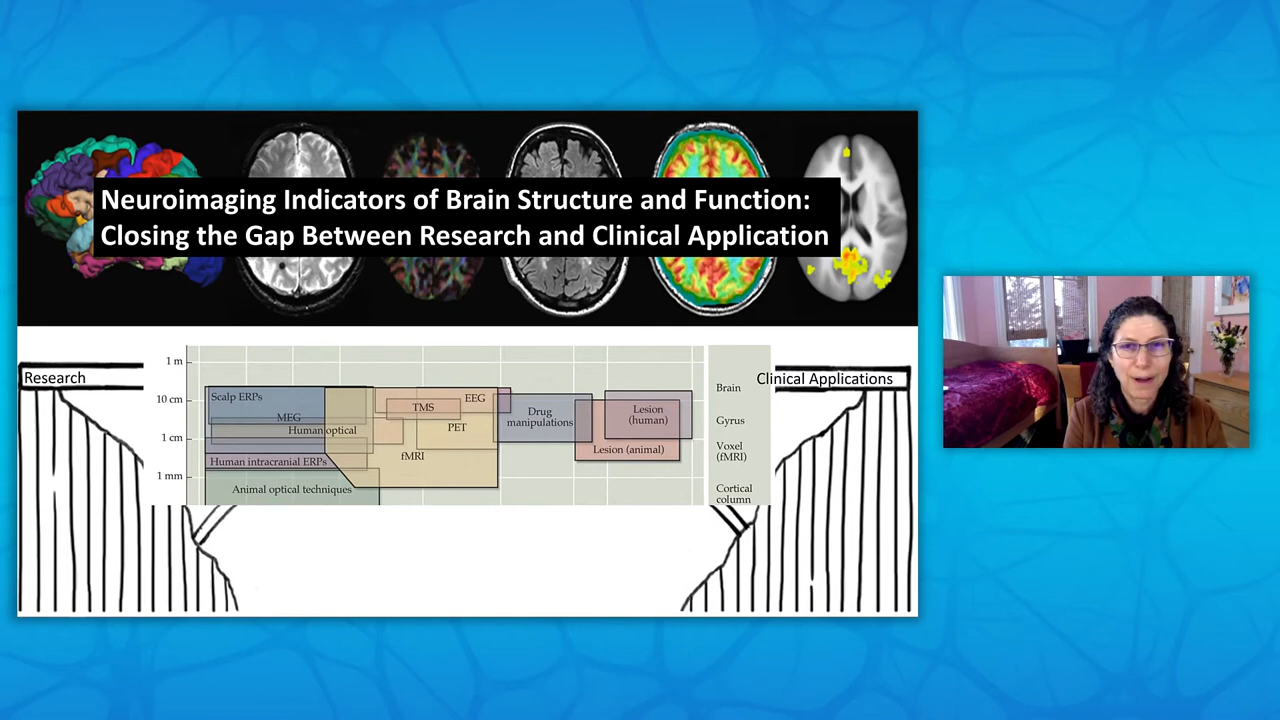 Neuroimaging Indicators of Brain Structure and Function:
Closing the Gap Between Research and Clinical Application
Research
Clinical Applications
1 m
10 cm
1 cm
1 mm
Scalp ERPs
MEG
Human optical
Human intracranial ERPs
Animal optical techniques
EEG
TMS
PET
fMRI
Drug
manipulations
Lesion
(human)
Lesion (animal)
Brain
Gyrus
Voxel
(fMRI)
Cortical
column